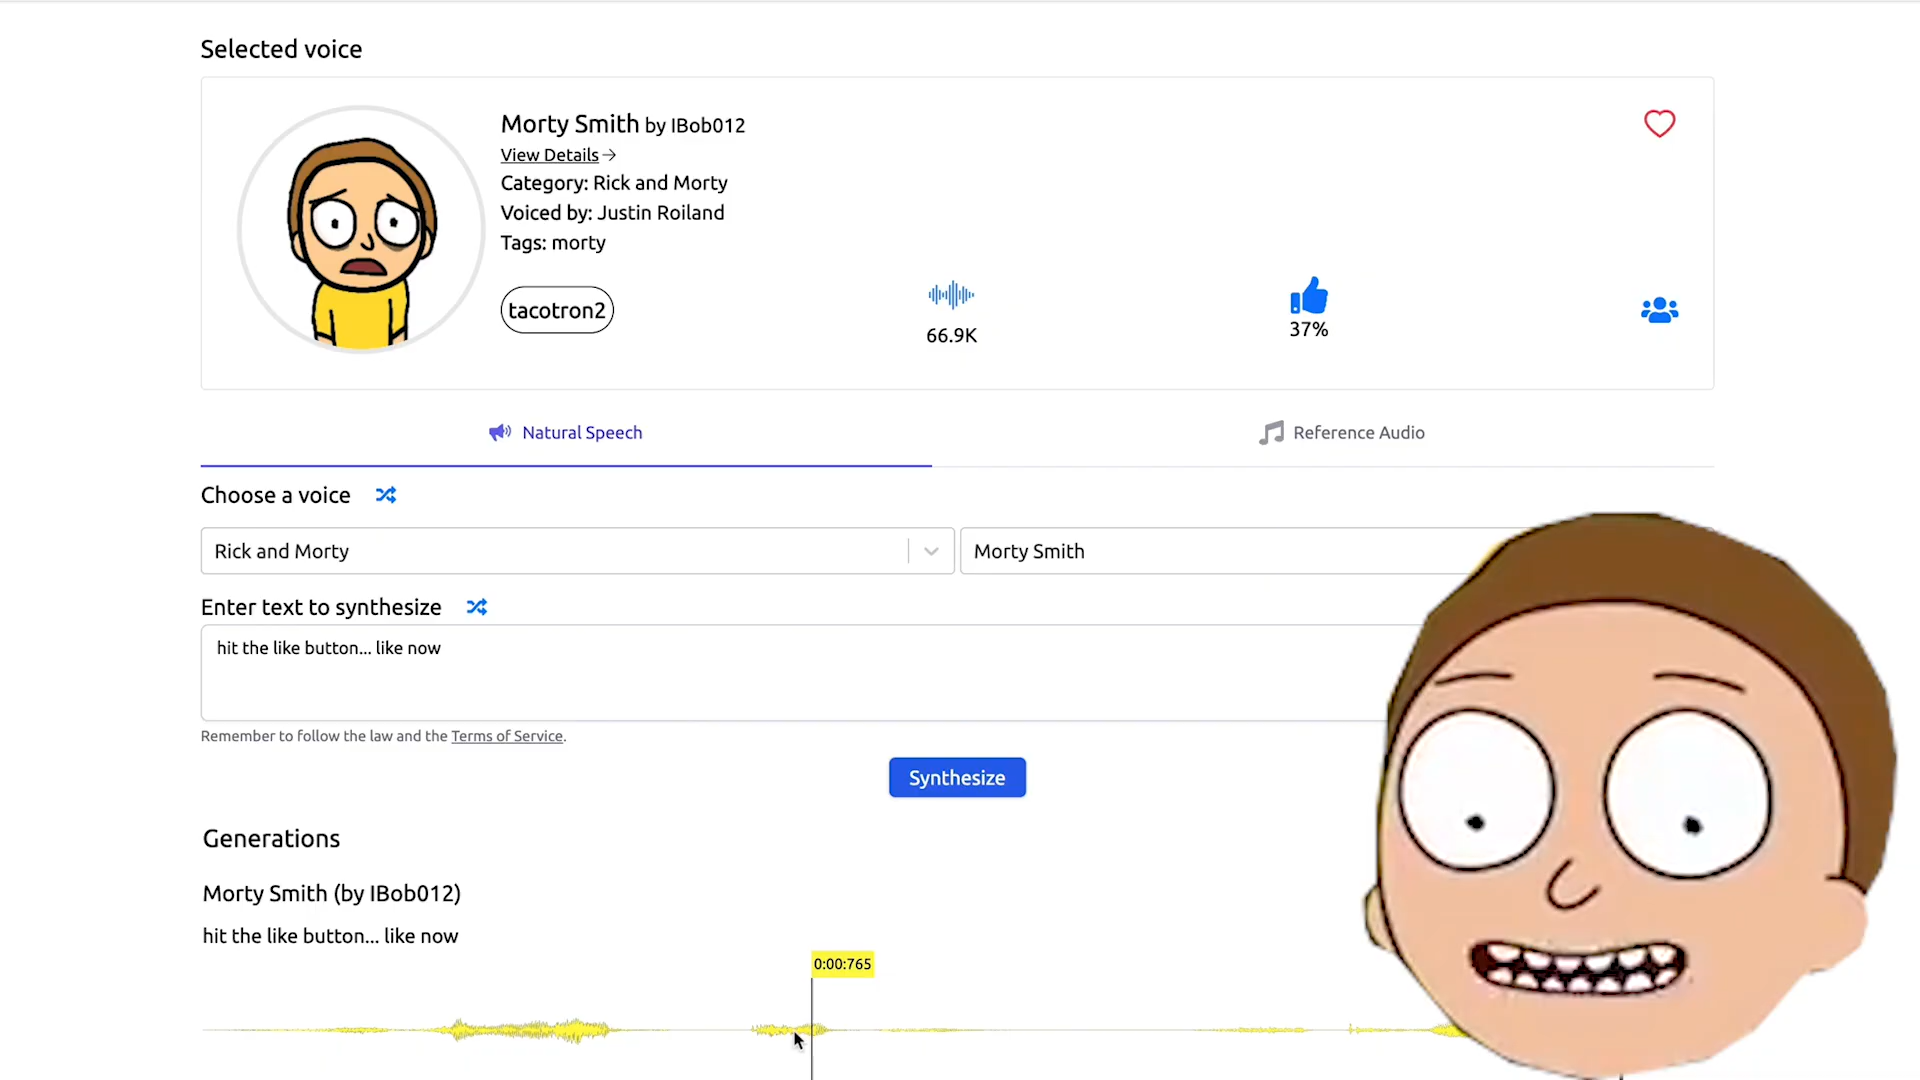 Selected voice
Morty Smith by IBob012
View Details
Category: Rick and Morty
Voiced by: Justin Roiland
Tags: morty
tacotron2
66.9K
37%
Natural Speech
Reference Audio
Choose a voice
Rick and Morty
Morty Smith
Enter text to synthesize
hit the like button... like now
Remember to follow the law and the Terms of Service.
Synthesize
Generations
Morty Smith (by IBob012)
hit the like button... like now
0:00:765